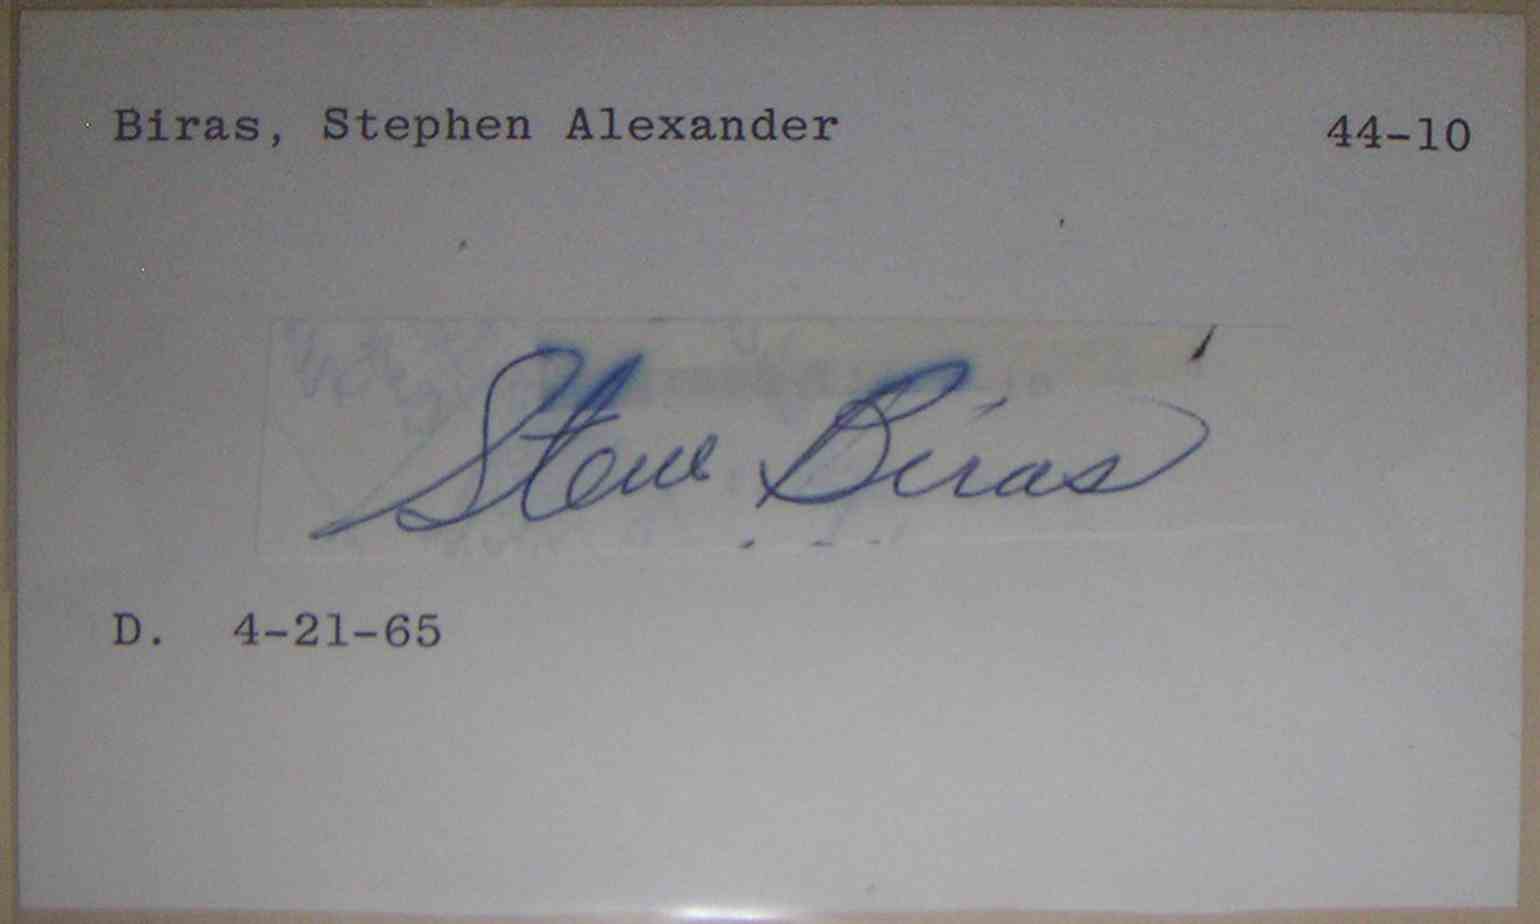 Biras, Stephen Alexander 44-10
Steve Biras
D. 4-21-65